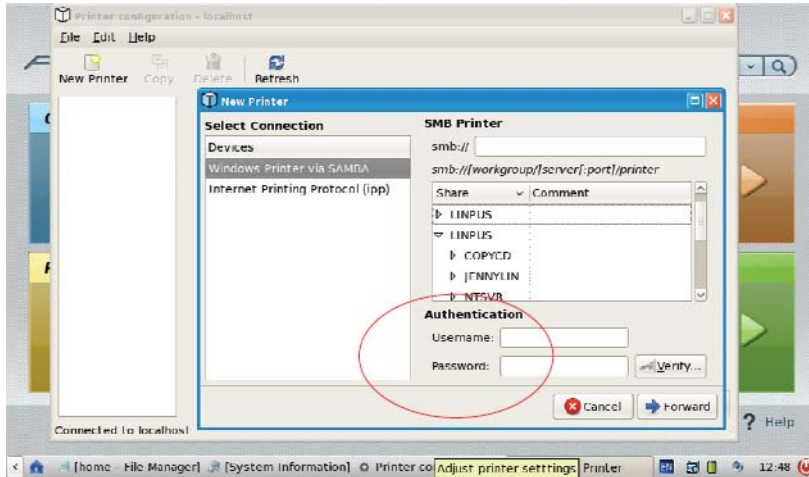 Printer configuration - localhost
File Edit Help
New Printer Copy Delete Refresh
New Printer
Select Connection
Devices
Windows Printer via SAMBA
Internet Printing Protocol (ipp)
SMB Printer
smb://
smb://[workgroup/]server[:port]/printer
Share Comment
LINPUS
LINPUS
COPYCD
JENNYLIN
NTSVR
Authentication
Username:
Password:
Verify...
Cancel Forward
Connected to localhost
Help
[home - File Manager] [System Information] Printer co Adjust printer setttings Printer EN 12:48